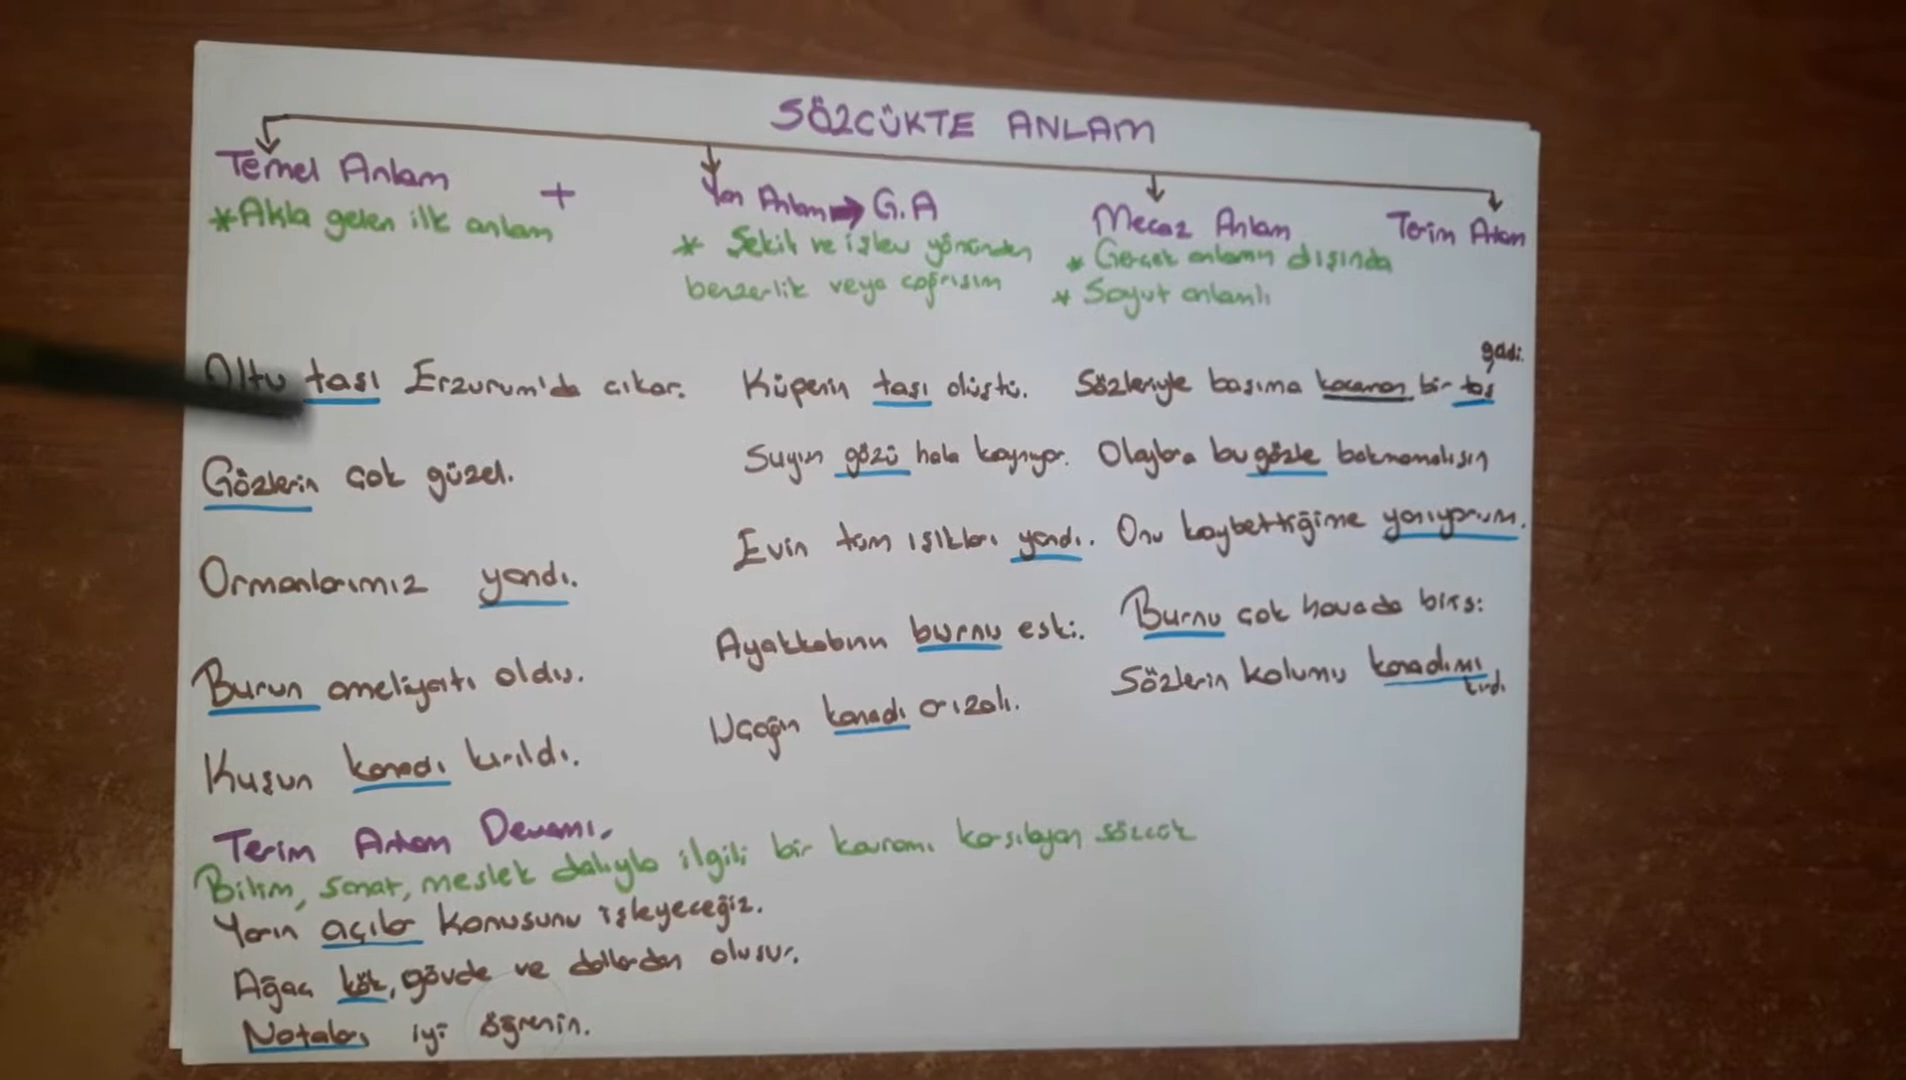 SÖZCÜKTE ANLAM
Temel Anlam + Yan Anlam → G.A
Mecaz Anlam
Terim Anlam
*Akla gelen ilk anlam
* Şekil ve işlev yönünden
benzerlik veya çağrışım
* Gerçek anlamın dışında
* Soyut anlamlı
Oltu taşı Erzurum'da çıkar.
Gözlerin çok güzel.
Ormanlarımız yandı.
Burun ameliyatı oldu.
Kuşun kanadı kırıldı.
Küpenin taşı düştü.
Suyun gözü hala kaynıyor.
Evin tüm ışıkları yandı.
Ayakkabının burnu eski.
Uçağın kanadı arızalı.
Sözleriyle başıma kocaman bir taş
Olaylara bu gözle bakmamalısın
Onu kaybettiğime yanıyorum.
Burnu çok havada birisi
Sözlerin kolumu kanadımı
kırdı.
Terim Anlam Devamı.
Bilim, sanat, meslek dalıyla ilgili bir kavramı karşılayan sözcük
Yarın açılar konusunu işleyeceğiz.
Ağaç kök, gövde ve dallardan oluşur.
Notaları iyi öğrenin.